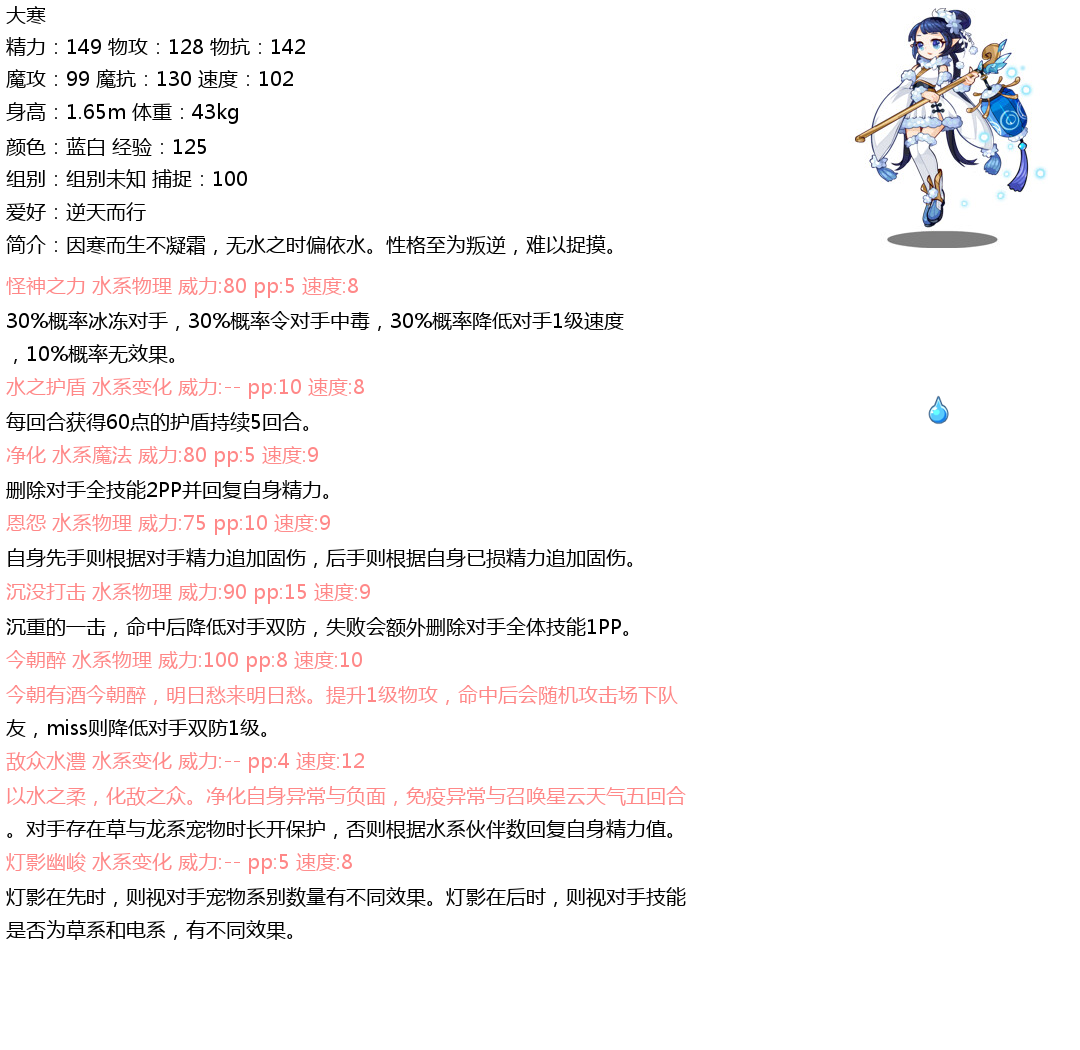 大寒
精力：149 物攻：128 物抗：142
魔攻：99 魔抗：130 速度：102
身高：1.65m 体重：43kg
颜色：蓝白 经验：125
组别：组别未知 捕捉：100
爱好：逆天而行
简介：因寒而生不凝霜，无水之时偏依水。性格至为叛逆，难以捉摸。
怪神之力 水系物理 威力:80 pp:5 速度:8
30%概率冰冻对手，30%概率令对手中毒，30%概率降低对手1级速度
，10%概率无效果。
水之护盾 水系变化 威力:-- pp:10 速度:8
每回合获得60点的护盾持续5回合。
净化 水系魔法 威力:80 pp:5 速度:9
删除对手全技能2PP并回复自身精力。
恩怨 水系物理 威力:75 pp:10 速度:9
自身先手则根据对手精力追加固伤，后手则根据自身已损精力追加固伤。
沉没打击 水系物理 威力:90 pp:15 速度:9
沉重的一击，命中后降低对手双防，失败会额外删除对手全体技能1PP。
今朝醉 水系物理 威力:100 pp:8 速度:10
今朝有酒今朝醉，明日愁来明日愁。提升1级物攻，命中后会随机攻击场下队
友，miss则降低对手双防1级。
敌众水澧 水系变化 威力:-- pp:4 速度:12
以水之柔，化敌之众。净化自身异常与负面，免疫异常与召唤星云天气五回合
。对手存在草与龙系宠物时长开保护，否则根据水系伙伴数回复自身精力值。
灯影幽峻 水系变化 威力:-- pp:5 速度:8
灯影在先时，则视对手宠物系别数量有不同效果。灯影在后时，则视对手技能
是否为草系和电系，有不同效果。